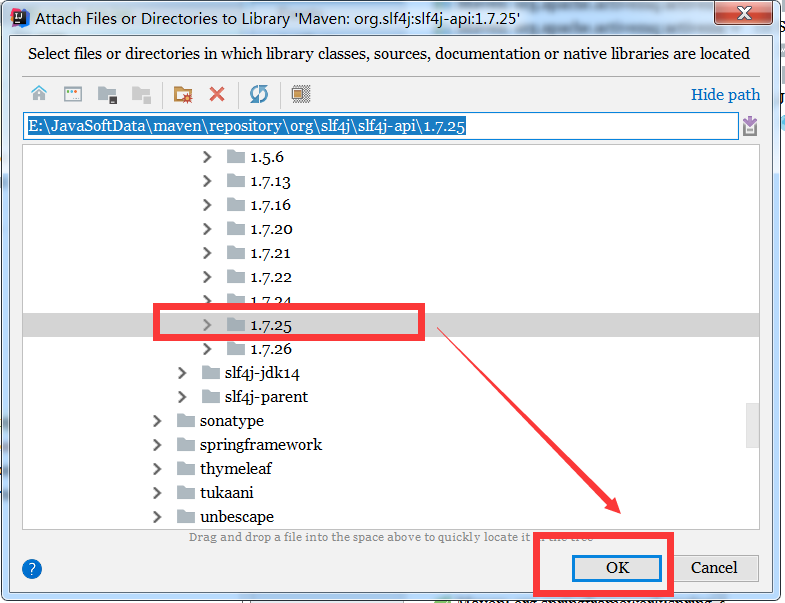 Attach Files or Directories to Library 'Maven: org.slf4j:slf4j-api:1.7.25'
Select files or directories in which library classes, sources, documentation or native libraries are located
Hide path
E:\JavaSoftData\maven\repository\org\slf4j\slf4j-api\1.7.25
1.5.6
1.7.13
1.7.16
1.7.20
1.7.21
1.7.22
1.7.24
1.7.25
1.7.26
slf4j-jdk14
slf4j-parent
sonatype
springframework
thymeleaf
tukaani
unbescape
Drag and drop a file into the space above to quickly locate it in the tree
? OK Cancel